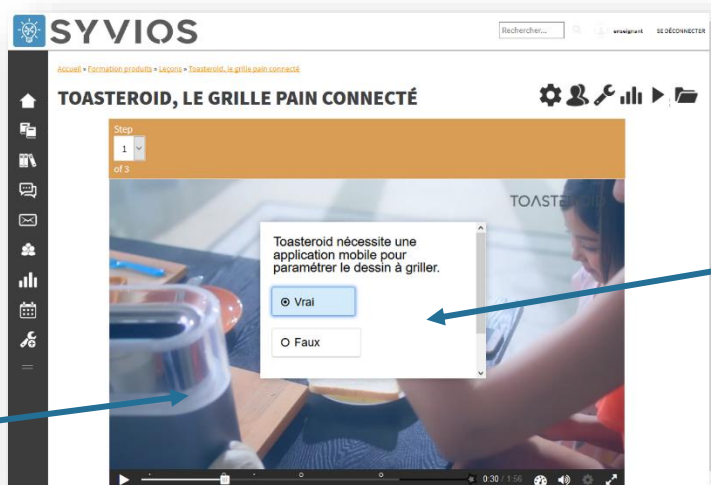 SYVIOS
Rechercher...
enseignant
SE DÉCONNECTER
Accueil » Formation produits » Leçons » Toasteroid, le grille pain connecté
TOASTEROID, LE GRILLE PAIN CONNECTÉ
Step
1
of 3
TOASTEROID
Toasteroid nécessite une
application mobile pour
paramétrer le dessin à griller.
Vrai
Faux
0:30 / 1:56